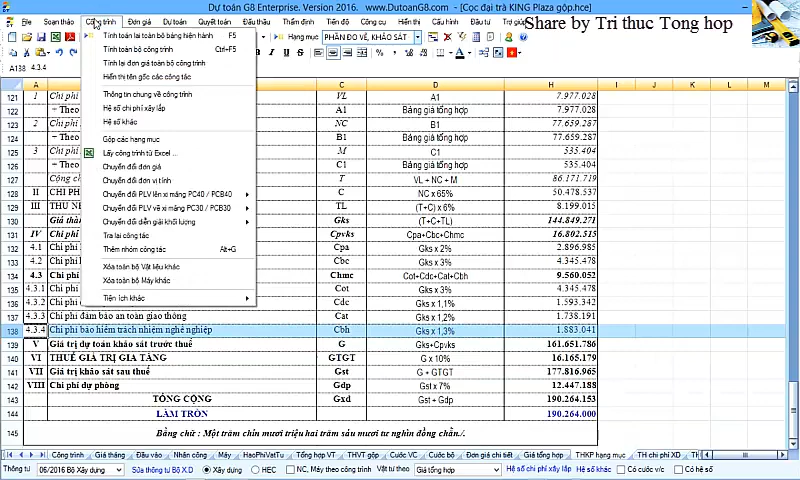 Dự toán G8 Enterprise. Version 2016. www.DutoanG8.com - [Cọc đại trà KING Plaza gộp.hce]
File Soạn thảo Công trình Đơn giá Dự toán Quyết toán Đấu thầu Thẩm định Tiến độ Công cụ Hiển thị Cấu hình Đầu tư Trợ giúp
Share by Tri thuc Tong hop
Tính toán lại toàn bộ bảng hiện hành F5
Tính toán bộ công trình Ctrl+F5
Tính lại đơn giá toàn bộ công trình
Hiển thị tên gốc các công tác
Thông tin chung về công trình
Hệ số chi phí xây lắp
Hệ số khác
Gộp các hạng mục
Lấy công trình từ Excel ...
Chuyển đổi đơn giá
Chuyển đổi đơn vị tính
Chuyển đổi PLV lên xi măng PC40 / PCB40
Chuyển đổi PLV về xi măng PC30 / PCB30
Chuyển đổi diễn giải khối lượng
Tra lại công tác
Thêm nhóm công tác Alt+G
Xóa toàn bộ Vật liệu khác
Xóa toàn bộ Máy khác
Tiện ích khác
Hạng mục PHẦN ĐO VẼ, KHẢO SÁT
A138 4.3.4
A C D H J K L M
121 1 Chi phí VL A1 7.977.028
122 + Theo A1 Bảng giá tổng hợp 7.977.028
123 2 Chi phí NC B1 77.659.287
124 + Theo B1 Bảng giá tổng hợp 77.659.287
125 3 Chi phí M C1 535.404
126 + Theo C1 Bảng giá tổng hợp 535.404
127 Cộng T VL + NC + M 86.171.719
128 II CHI PH C NC x 65% 50.478.537
129 III THU N TL (T+C) x 6% 8.199.015
130 Giá thà Gks (T+C+TL) 144.849.271
131 IV Chi ph Cpvks Cpa+Cbc+Chmc 16.802.515
132 4.1 Chi phí Cpa Gks x 2% 2.896.985
133 4.2 Chi phí Cbc Gks x 3% 4.345.478
134 4.3 Chi phí Chmc Cot+Cdc+Cat+Cbh 9.560.052
135 4.3.1 Chi phí Cot Gks x 3% 4.345.478
136 4.3.2 Chi phí Cdc Gks x 1,1% 1.593.342
137 4.3.3 Chi phí đảm bảo an toàn giao thông Cat Gks x 1,2% 1.738.191
138 4.3.4 Chi phí bảo hiểm trách nhiệm nghề nghiệp Cbh Gks x 1,3% 1.883.041
139 V Giá trị dự toán khảo sát trước thuế G Gks+Cpvks 161.651.786
140 VI THUẾ GIÁ TRỊ GIA TĂNG GTGT G x 10% 16.165.179
141 VII Giá trị khảo sát sau thuế Gst G + GTGT 177.816.965
142 VIII Chi phí dự phòng Gdp Gst x 7% 12.447.188
143 TỔNG CỘNG Gxd Gst + Gdp 190.264.153
144 LÀM TRÒN 190.264.000
145 Bằng chữ : Một trăm chín mươi triệu hai trăm sáu mươi tư nghìn đồng chẵn./.
Công trình Giá tháng Đầu vào Nhân công Máy HaoPhiVatTu Tổng hợp VT THVT gộp Cước VC Cước bộ Đơn giá chi tiết Giá tổng hợp THKP hạng mục TH chi phí XD TH
Thông tư 06/2016 Bộ Xây dựng Sửa thông tư Bộ X.D Xây dựng HEC NC, Máy theo công trình Vật tư theo Giá tổng hợp Hệ số chi phí xây lắp Hệ số khác Có cước v/c Có hệ số